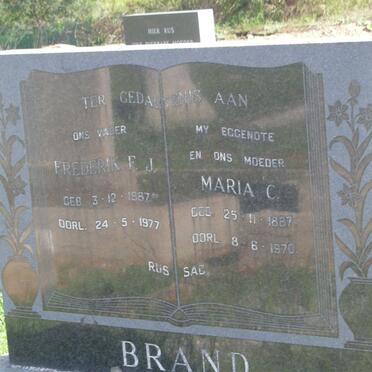 HIER RUS
TER GEDAGTENIS AAN
ONS VADER
FREDERIK F. J.
GEB. 3-12-1887
OORL. 24-5-1977
MY EGGENOTE
EN ONS MOEDER
MARIA C.
GEB. 25-11-1887
OORL. 8-6-1970
RUS SAG
BRAND